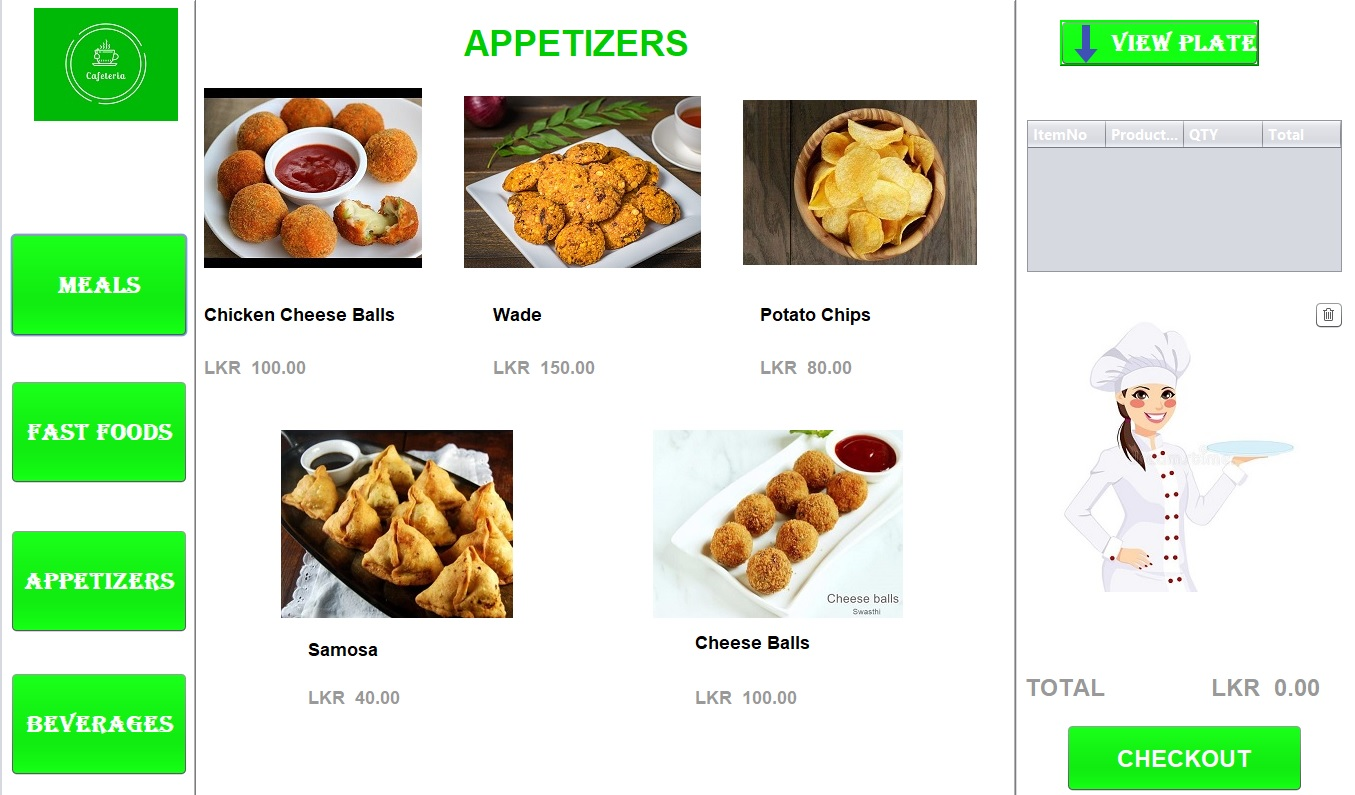 Cafeteria
MEALS
FAST FOODS
APPETIZERS
BEVERAGES
APPETIZERS
Chicken Cheese Balls
LKR 100.00
Wade
LKR 150.00
Potato Chips
LKR 80.00
Samosa
LKR 40.00
Cheese balls
Swasthi
Cheese Balls
LKR 100.00
VIEW PLATE
ItemNo Product... QTY Total
TOTAL LKR 0.00
CHECKOUT